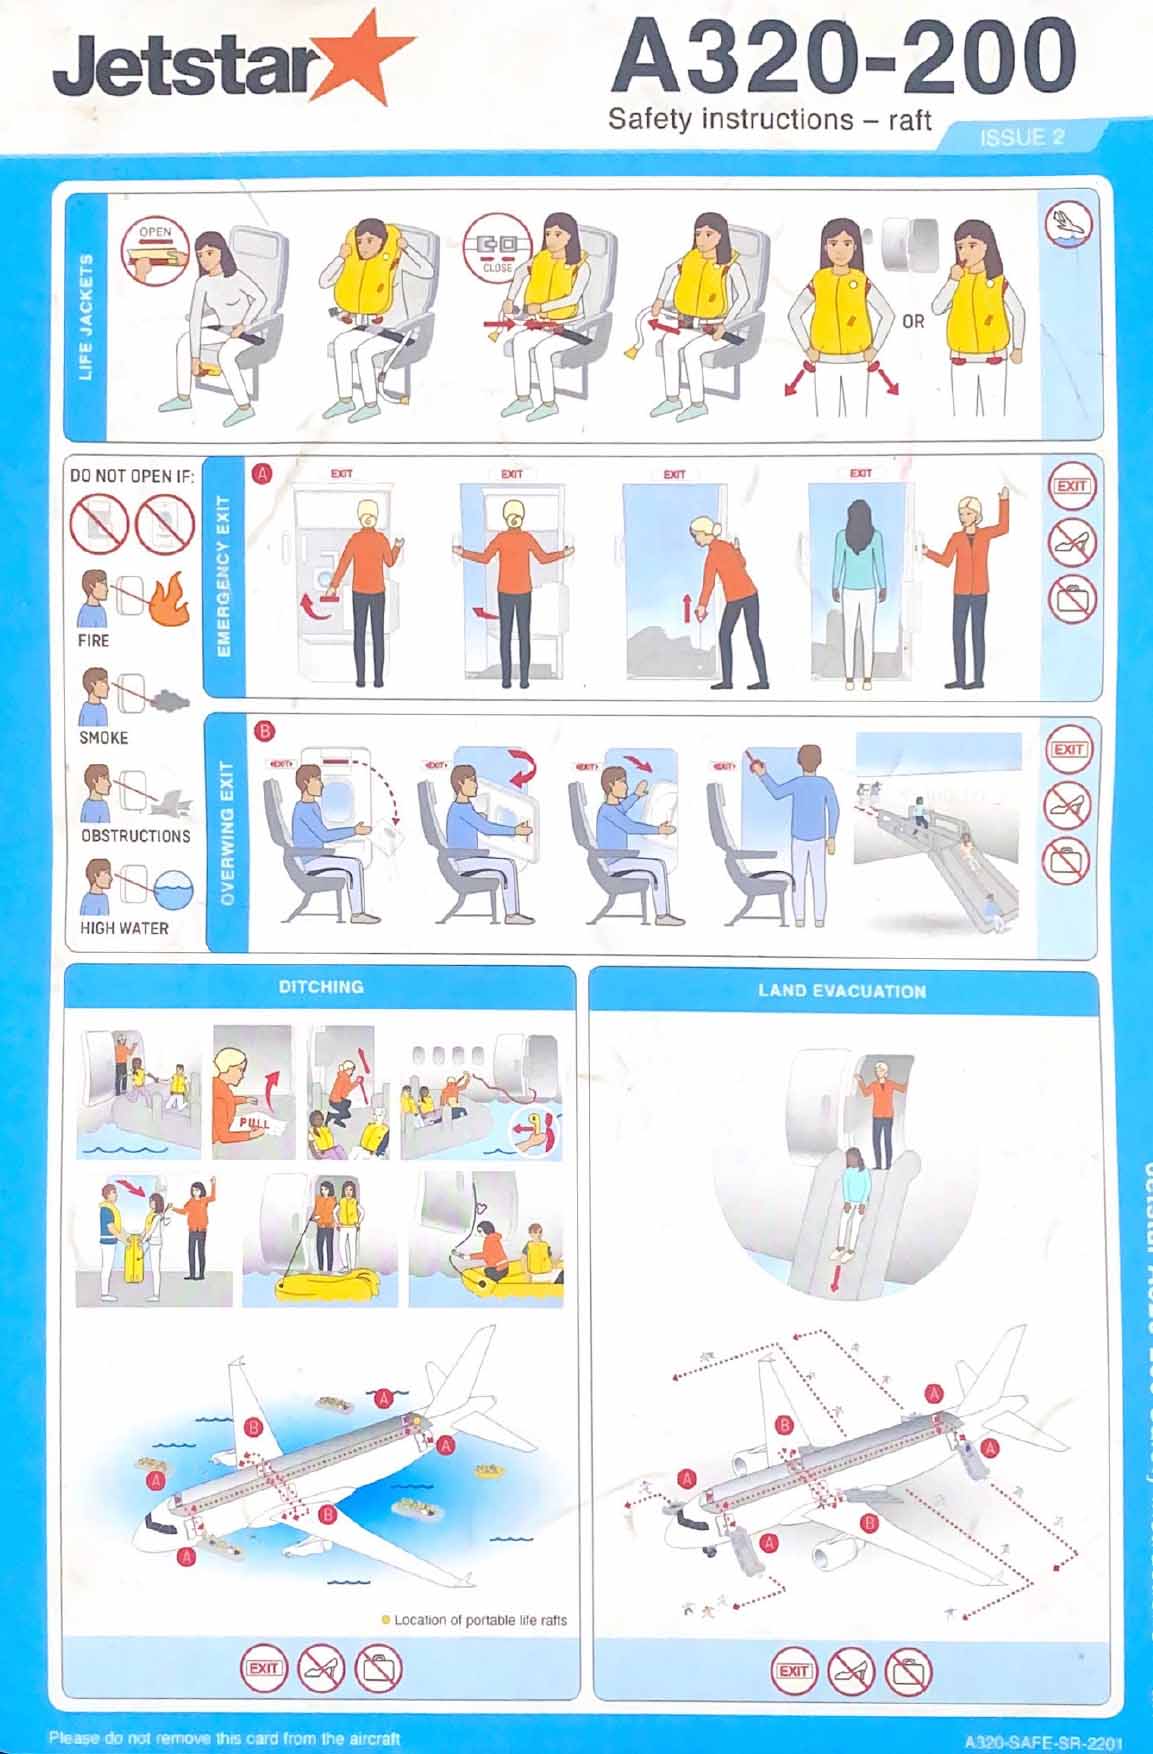 Jetstar
A320-200
Safety instructions – raft
ISSUE 2
LIFE JACKETS
OPEN
CLOSE
OR
DO NOT OPEN IF:
FIRE
SMOKE
OBSTRUCTIONS
HIGH WATER
EMERGENCY EXIT
A
EXIT
EXIT
EXIT
EXIT
EXIT
OVERWING EXIT
B
EXIT
EXIT
EXIT
EXIT
EXIT
DITCHING
PULL
A
B
A
A
B
A
Location of portable life rafts
EXIT
LAND EVACUATION
A
B
A
A
B
A
EXIT
Please do not remove this card from the aircraft
A320-SAFE-SR-2201